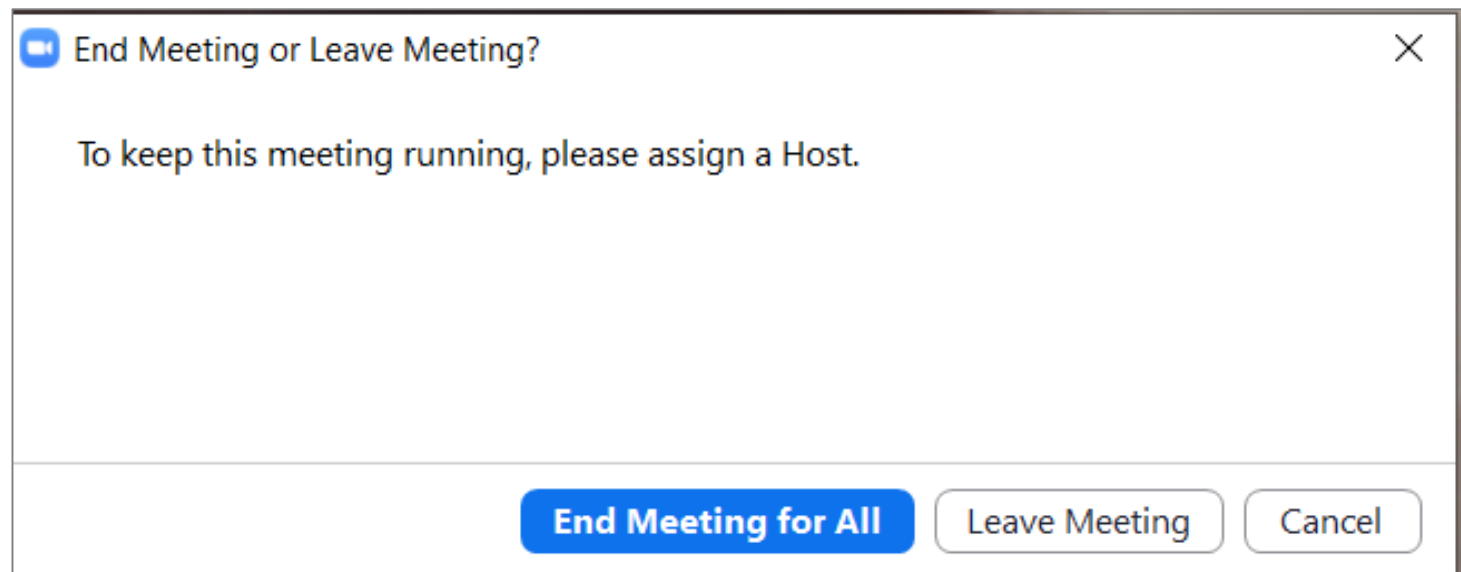 End Meeting or Leave Meeting?
To keep this meeting running, please assign a Host.
End Meeting for All
Leave Meeting
Cancel